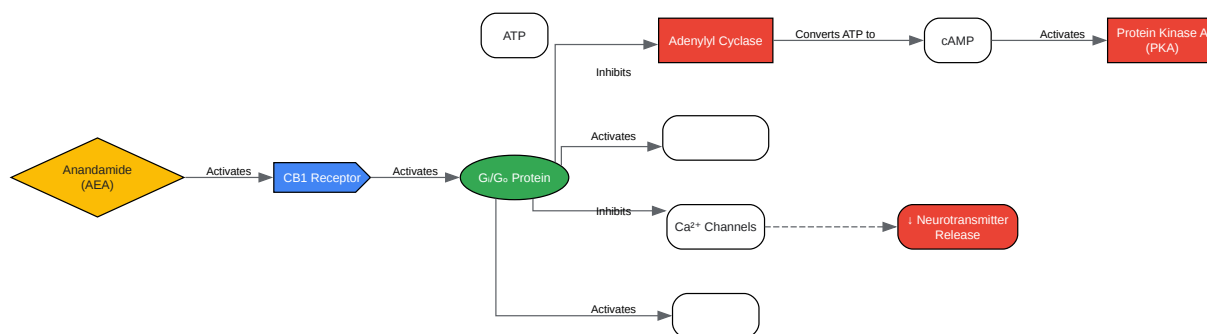 ATP
Adenylyl Cyclase
Converts ATP to
cAMP
Activates
Protein Kinase A
(PKA)
Inhibits
Activates
Anandamide
(AEA)
Activates
CB1 Receptor
Activates
Gᵢ/Gₒ Protein
Inhibits
Ca²⁺ Channels
↓ Neurotransmitter
Release
Activates